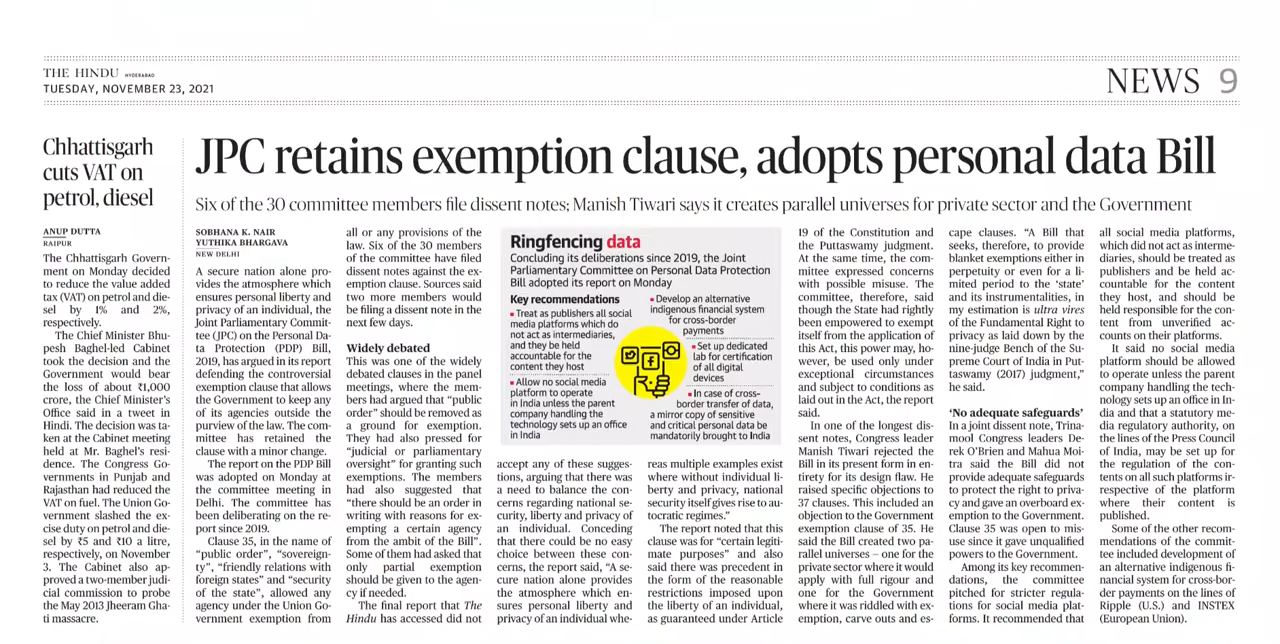 THE HINDU HYDERABAD
TUESDAY, NOVEMBER 23, 2021
NEWS 9
Chhattisgarh
cuts VAT on
petrol, diesel
ANUP DUTTA
RAIPUR
The Chhattisgarh Govern-
ment on Monday decided
to reduce the value added
tax (VAT) on petrol and die-
sel by 1% and 2%,
respectively.
The Chief Minister Bhu-
pesh Baghel-led Cabinet
took the decision and the
Government would bear
the loss of about ₹1,000
crore, the Chief Minister's
Office said in a tweet in
Hindi. The decision was ta-
ken at the Cabinet meeting
held at Mr. Baghel's resi-
dence. The Congress Go-
vernments in Punjab and
Rajasthan had reduced the
VAT on fuel. The Union Go-
vernment slashed the ex-
cise duty on petrol and die-
sel by ₹5 and ₹10 a litre,
respectively, on November
3. The Cabinet also ap-
proved a two-member judi-
cial commission to probe
the May 2013 Jheeram Gha-
ti massacre.
JPC retains exemption clause, adopts personal data Bill
Six of the 30 committee members file dissent notes; Manish Tiwari says it creates parallel universes for private sector and the Government
SOBHANA K. NAIR
YUTHIKA BHARGAVA
NEW DELHI
A secure nation alone pro-
vides the atmosphere which
ensures personal liberty and
privacy of an individual, the
Joint Parliamentary Commit-
tee (JPC) on the Personal Da-
ta Protection (PDP) Bill,
2019, has argued in its report
defending the controversial
exemption clause that allows
the Government to keep any
of its agencies outside the
purview of the law. The com-
mittee has retained the
clause with a minor change.
The report on the PDP Bill
was adopted on Monday at
the committee meeting in
Delhi. The committee has
been deliberating on the re-
port since 2019.
Clause 35, in the name of
"public order", "sovereign-
ty", "friendly relations with
foreign states" and "security
of the state", allowed any
agency under the Union Go-
vernment exemption from
all or any provisions of the
law. Six of the 30 members
of the committee have filed
dissent notes against the ex-
emption clause. Sources said
two more members would
be filing a dissent note in the
next few days.
Widely debated
This was one of the widely
debated clauses in the panel
meetings, where the mem-
bers had argued that "public
order" should be removed as
a ground for exemption.
They had also pressed for
"judicial or parliamentary
oversight" for granting such
exemptions. The members
had also suggested that
"there should be an order in
writing with reasons for ex-
empting a certain agency
from the ambit of the Bill".
Some of them had asked that
only partial exemption
should be given to the agen-
cy if needed.
The final report that The
Hindu has accessed did not
Ringfencing data
Concluding its deliberations since 2019, the Joint
Parliamentary Committee on Personal Data Protection
Bill adopted its report on Monday
Key recommendations
Treat as publishers all social
media platforms which do
not act as intermediaries,
and they be held
accountable for the
content they host
Allow no social media
platform to operate
in India unless the parent
company handling the
technology sets up an office
in India
Develop an alternative
indigenous financial system
for cross-border
payments
Set up dedicated
lab for certification
of all digital
devices
In case of cross-
border transfer of data,
a mirror copy of sensitive
and critical personal data be
mandatorily brought to India
accept any of these sugges-
tions, arguing that there was
a need to balance the con-
cerns regarding national se-
curity, liberty and privacy of
an individual. Conceding
that there could be no easy
choice between these con-
cerns, the report said, "A se-
cure nation alone provides
the atmosphere which en-
sures personal liberty and
privacy of an individual whe-
reas multiple examples exist
where without individual li-
berty and privacy, national
security itself gives rise to au-
tocratic regimes."
The report noted that this
clause was for "certain legiti-
mate purposes" and also
said there was precedent in
the form of the reasonable
restrictions imposed upon
the liberty of an individual,
as guaranteed under Article
19 of the Constitution and
the Puttaswamy judgment.
At the same time, the com-
mittee expressed concerns
with possible misuse. The
committee, therefore, said
though the State had rightly
been empowered to exempt
itself from the application of
this Act, this power may, ho-
wever, be used only under
exceptional circumstances
and subject to conditions as
laid out in the Act, the report
said.
In one of the longest dis-
sent notes, Congress leader
Manish Tiwari rejected the
Bill in its present form in en-
tirety for its design flaw. He
raised specific objections to
37 clauses. This included an
objection to the Government
exemption clause of 35. He
said the Bill created two pa-
rallel universes – one for the
private sector where it would
apply with full rigour and
one for the Government
where it was riddled with ex-
emption, carve outs and es-
cape clauses. "A Bill that
seeks, therefore, to provide
blanket exemptions either in
perpetuity or even for a li-
mited period to the 'state'
and its instrumentalities, in
my estimation is ultra vires
of the Fundamental Right to
privacy as laid down by the
nine-judge Bench of the Su-
preme Court of India in Put-
taswamy (2017) judgment,"
he said.
'No adequate safeguards'
In a joint dissent note, Trina-
mool Congress leaders De-
rek O'Brien and Mahua Moi-
tra said the Bill did not
provide adequate safeguards
to protect the right to priva-
cy and gave an overboard ex-
emption to the Government.
Clause 35 was open to mis-
use since it gave unqualified
powers to the Government.
Among its key recommen-
dations, the committee
pitched for stricter regula-
tions for social media plat-
forms. It recommended that
all social media platforms,
which did not act as interme-
diaries, should be treated as
publishers and be held ac-
countable for the content
they host, and should be
held responsible for the con-
tent from unverified ac-
counts on their platforms.
It said no social media
platform should be allowed
to operate unless the parent
company handling the tech-
nology sets up an office in In-
dia and that a statutory me-
dia regulatory authority, on
the lines of the Press Council
of India, may be set up for
the regulation of the con-
tents on all such platforms ir-
respective of the platform
where their content is
published.
Some of the other recom-
mendations of the commit-
tee included development of
an alternative indigenous fi-
nancial system for cross-bor-
der payments on the lines of
Ripple (U.S.) and INSTEX
(European Union).